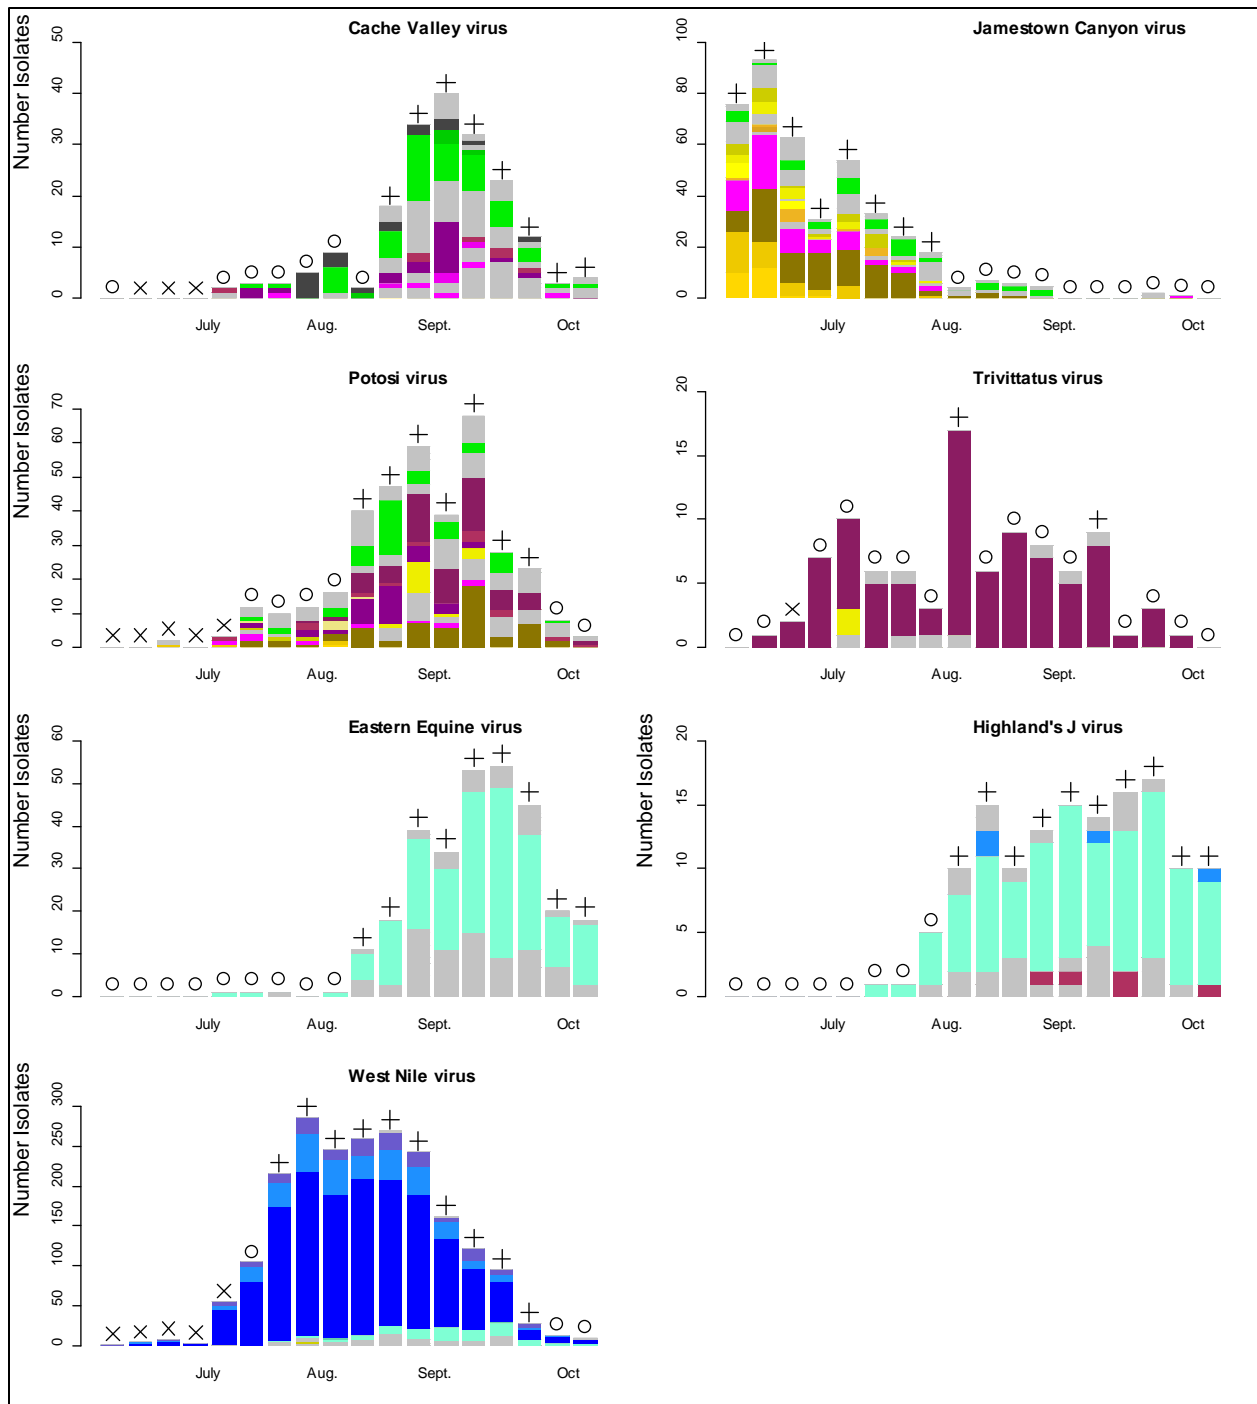 Cache Valley virus
Number Isolates
50
40
30
20
10
0
July Aug. Sept. Oct
Jamestown Canyon virus
100
80
60
40
20
0
July Aug. Sept. Oct
Potosi virus
Number Isolates
70
60
50
40
30
20
10
0
July Aug. Sept. Oct
Trivittatus virus
20
15
10
5
0
July Aug. Sept. Oct
Eastern Equine virus
Number Isolates
60
50
40
30
20
10
0
July Aug. Sept. Oct
Highland's J virus
Number Isolates
20
15
10
5
0
July Aug. Sept. Oct
West Nile virus
Number Isolates
300
250
200
150
100
50
0
July Aug. Sept. Oct